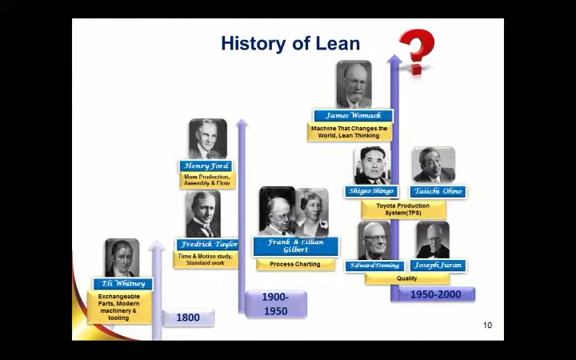 History of Lean
?
James Womack
Machine That Changes the
World, Lean Thinking
Henry Ford
Mass Production,
Assembly & Flow
Shigeo Shingo
Taiichi Ohno
Toyota Production
System(TPS)
Fredrick Taylor
Time & Motion study,
Standard work
Frank & Lillian
Gilbert
Process Charting
Edward Deming
Joseph Juran
Quality
Eli Whitney
Exchangeable
Parts, Modern
machinery &
tooling
1800
1900-
1950
1950-2000
10